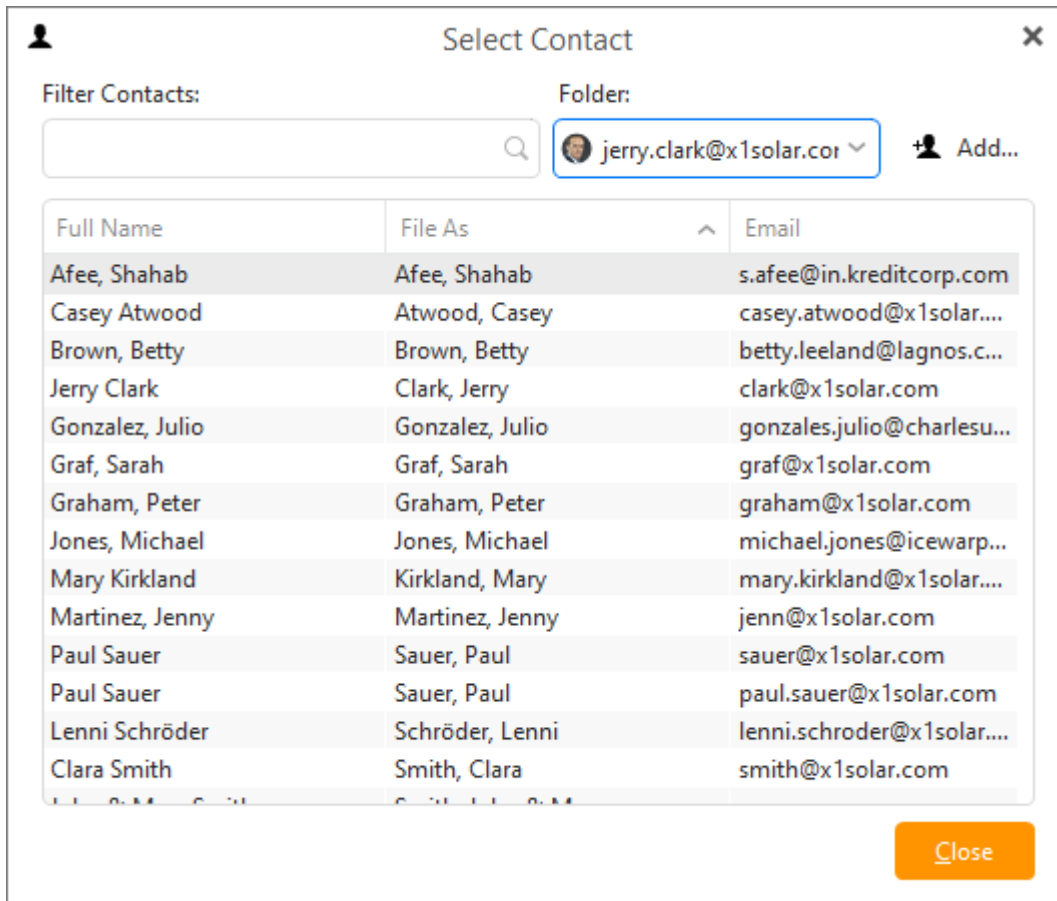 Select Contact
Filter Contacts: Folder:
jerry.clark@x1solar.cor Add...
Full Name File As Email
Afee, Shahab Afee, Shahab s.afee@in.kreditcorp.com
Casey Atwood Atwood, Casey casey.atwood@x1solar....
Brown, Betty Brown, Betty betty.leeland@lagnos.c...
Jerry Clark Clark, Jerry clark@x1solar.com
Gonzalez, Julio Gonzalez, Julio gonzales.julio@charlesu...
Graf, Sarah Graf, Sarah graf@x1solar.com
Graham, Peter Graham, Peter graham@x1solar.com
Jones, Michael Jones, Michael michael.jones@icewarp...
Mary Kirkland Kirkland, Mary mary.kirkland@x1solar....
Martinez, Jenny Martinez, Jenny jenn@x1solar.com
Paul Sauer Sauer, Paul sauer@x1solar.com
Paul Sauer Sauer, Paul paul.sauer@x1solar.com
Lenni Schröder Schröder, Lenni lenni.schroder@x1solar....
Clara Smith Smith, Clara smith@x1solar.com
Close